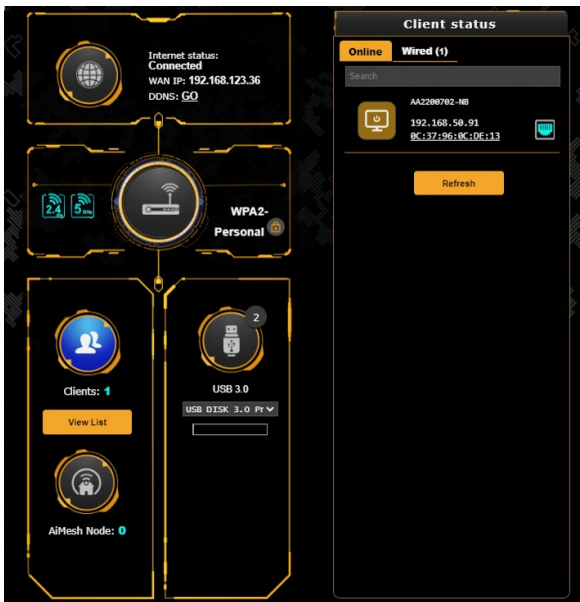 Internet status:
Connected
WAN IP: 192.168.123.36
DDNS: GO
2.4
5
WPA2-
Personal
Clients: 1
View List
AiMesh Node: 0
2
USB 3.0
USB DISK 3.0 Pr
Client status
Online
Wired (1)
Search
AA2200702-NB
192.168.50.91
0C:37:96:0C:DE:13
Refresh